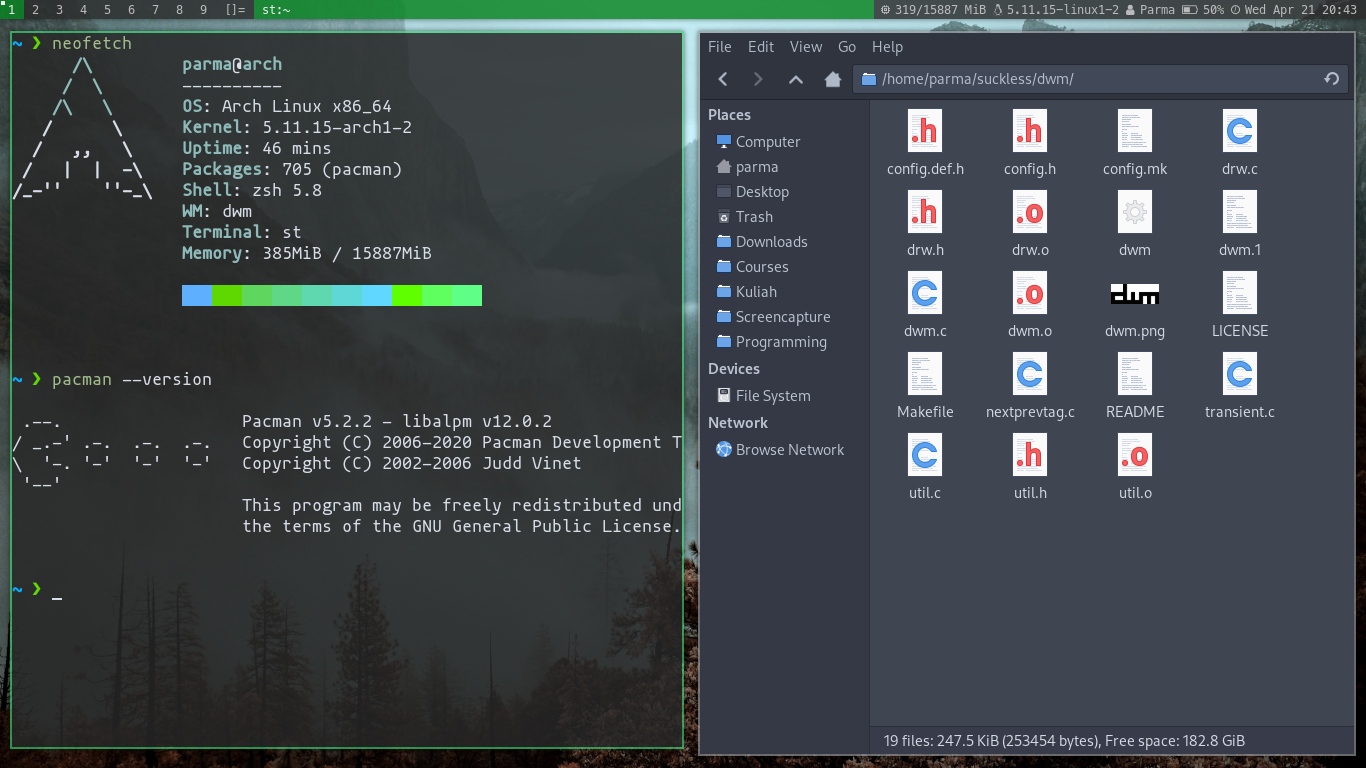 1 2 3 4 5 6 7 8 9 []= st:~ 319/15887 MiB 5.11.15-linux1-2 Parma 50% Wed Apr 21 20:43
~ ❯ neofetch
parma@arch
----------
OS: Arch Linux x86_64
Kernel: 5.11.15-arch1-2
Uptime: 46 mins
Packages: 705 (pacman)
Shell: zsh 5.8
WM: dwm
Terminal: st
Memory: 385MiB / 15887MiB
~ ❯ pacman --version
Pacman v5.2.2 - libalpm v12.0.2
Copyright (C) 2006-2020 Pacman Development T
Copyright (C) 2002-2006 Judd Vinet
This program may be freely redistributed und
the terms of the GNU General Public License.
~ ❯ _
File Edit View Go Help
/home/parma/suckless/dwm/
Places
Computer
parma
Desktop
Trash
Downloads
Courses
Kuliah
Screencapture
Programming
Devices
File System
Network
Browse Network
.h .h C
config.def.h config.h config.mk drw.c
.h .o
drw.h drw.o dwm dwm.1
C .o dwm
dwm.c dwm.o dwm.png LICENSE
C C
Makefile nextprevtag.c README transient.c
C .h .o
util.c util.h util.o
19 files: 247.5 KiB (253454 bytes), Free space: 182.8 GiB